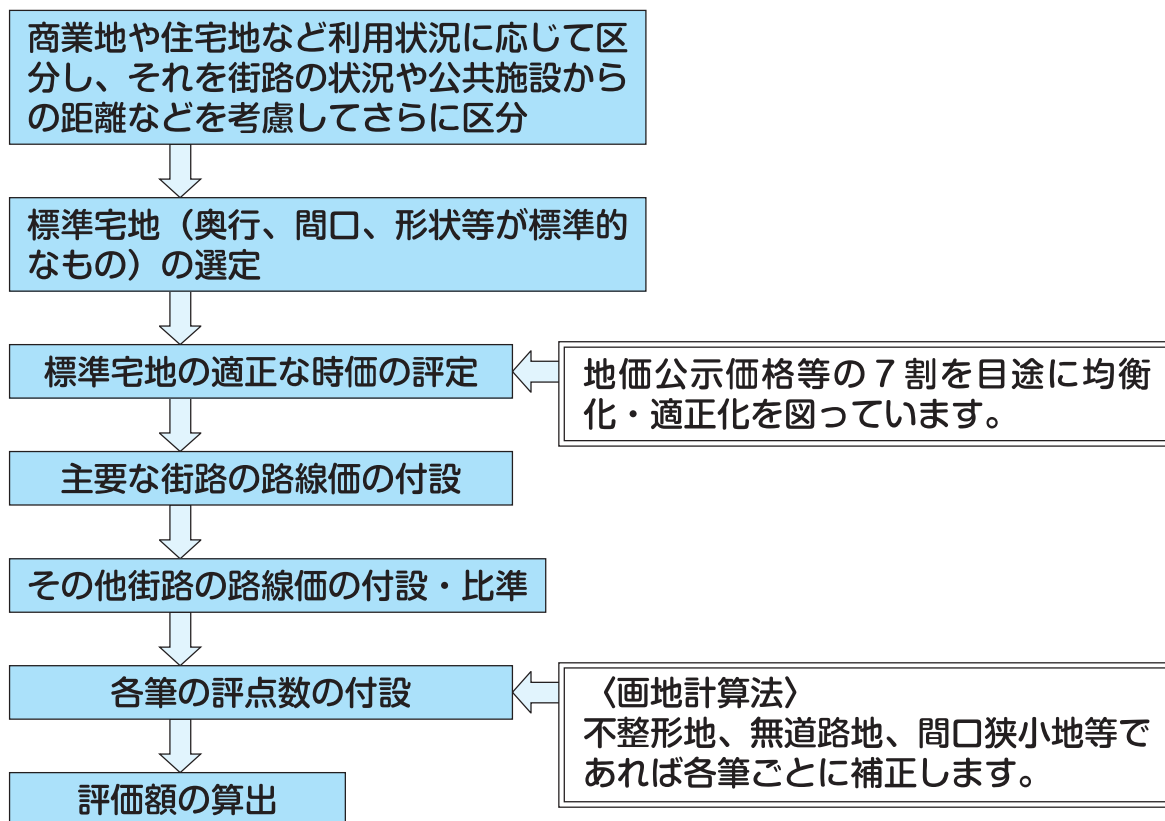 商業地や住宅地など利用状況に応じて区
分し、それを街路の状況や公共施設から
の距離などを考慮してさらに区分
標準宅地（奥行、間口、形状等が標準的
なもの）の選定
標準宅地の適正な時価の評定
地価公示価格等の７割を目途に均衡
化・適正化を図っています。
主要な街路の路線価の付設
その他街路の路線価の付設・比準
各筆の評点数の付設
〈画地計算法〉
不整形地、無道路地、間口狭小地等で
あれば各筆ごとに補正します。
評価額の算出